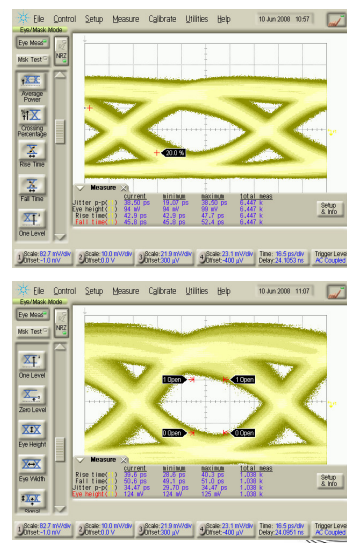 File Control Setup Measure Calibrate Utilities Help 10 Jun 2008 10:57
Eye/Mask Mode
Eye Meas
Msk Test
NRZ
Average Power
Crossing Percentage
Rise Time
Fall Time
One Level
20.0 %
Measure
current minimum maximum total meas
Jitter p-p( ) 38.50 ps 19.07 ps 38.50 ps 6.447 k
Eye height( ) 94 mV 94 mV 99 mV 6.447 k
Rise time( ) 42.9 ps 42.9 ps 47.7 ps 6.447 k
Fall time( ) 45.8 ps 45.8 ps 52.4 ps 6.447 k
Setup & Info
Scale: 82.7 mV/div Scale: 10.0 mV/div Scale: 21.9 mV/div Scale: 23.1 mV/div Time: 18.5 ps/div Trigger Leve
Offset: -1.0 mV Offset: 0.0 V Offset: 300 µV Offset: -400 µV Delay: 24.1053 ns AC Coupled
File Control Setup Measure Calibrate Utilities Help 10 Jun 2008 11:07
Eye/Mask Mode
Eye Meas
Msk Test
NRZ
One Level
Zero Level
Eye Height
Eye Width
Signal
1 Open 1 Open
0 Open 0 Open
Measure
current minimum maximum total meas
Rise time( ) 39.6 ps 28.6 ps 40.3 ps 1.038 k
Fall time( ) 50.6 ps 49.1 ps 51.0 ps 1.038 k
Jitter p-p( ) 34.47 ps 29.70 ps 34.47 ps 1.038 k
Eye height( ) 124 mV 124 mV 125 mV 1.038 k
Setup & Info
Scale: 82.7 mV/div Scale: 10.0 mV/div Scale: 21.9 mV/div Scale: 23.1 mV/div Time: 18.5 ps/div Trigger Leve
Offset: -1.0 mV Offset: 0.0 V Offset: 300 µV Offset: -400 µV Delay: 24.0951 ns AC Coupled